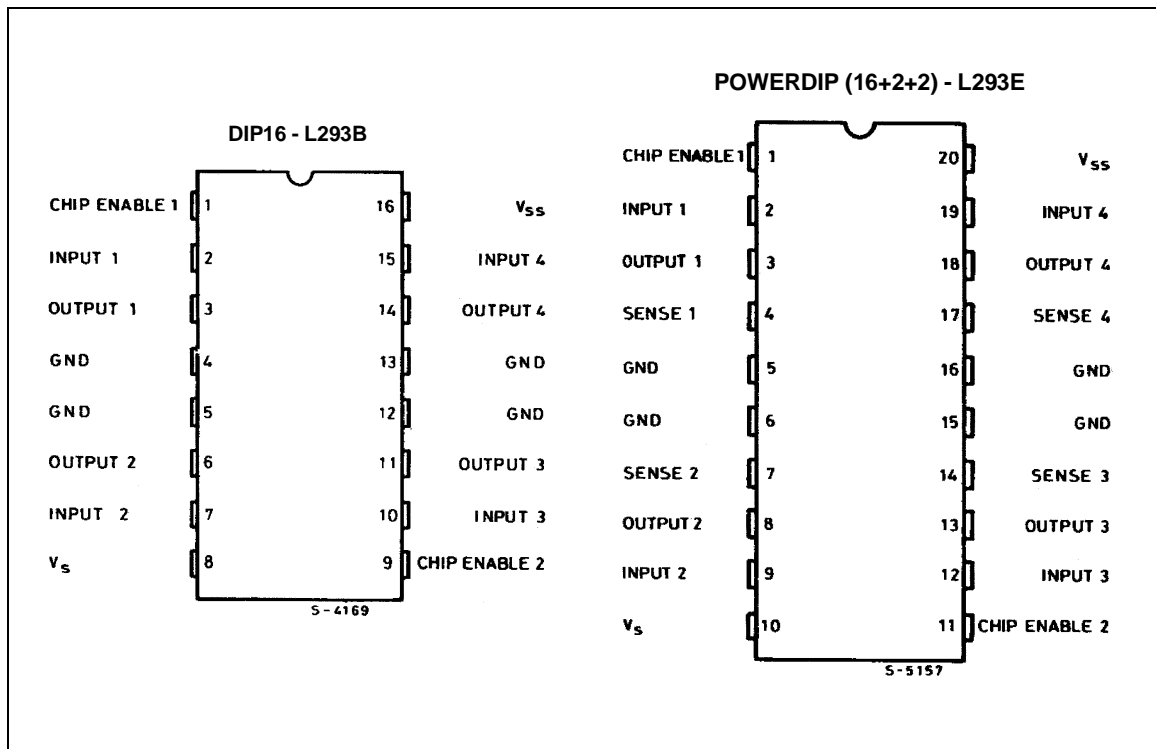 POWERDIP (16+2+2) - L293E
DIP16 - L293B
CHIP ENABLE 1 1 16 VSS
INPUT 1 2 15 INPUT 4
OUTPUT 1 3 14 OUTPUT 4
GND 4 13 GND
GND 5 12 GND
OUTPUT 2 6 11 OUTPUT 3
INPUT 2 7 10 INPUT 3
VS 8 9 CHIP ENABLE 2
S-4169
CHIP ENABLE 1 1 20 VSS
INPUT 1 2 19 INPUT 4
OUTPUT 1 3 18 OUTPUT 4
SENSE 1 4 17 SENSE 4
GND 5 16 GND
GND 6 15 GND
SENSE 2 7 14 SENSE 3
OUTPUT 2 8 13 OUTPUT 3
INPUT 2 9 12 INPUT 3
VS 10 11 CHIP ENABLE 2
S-5157